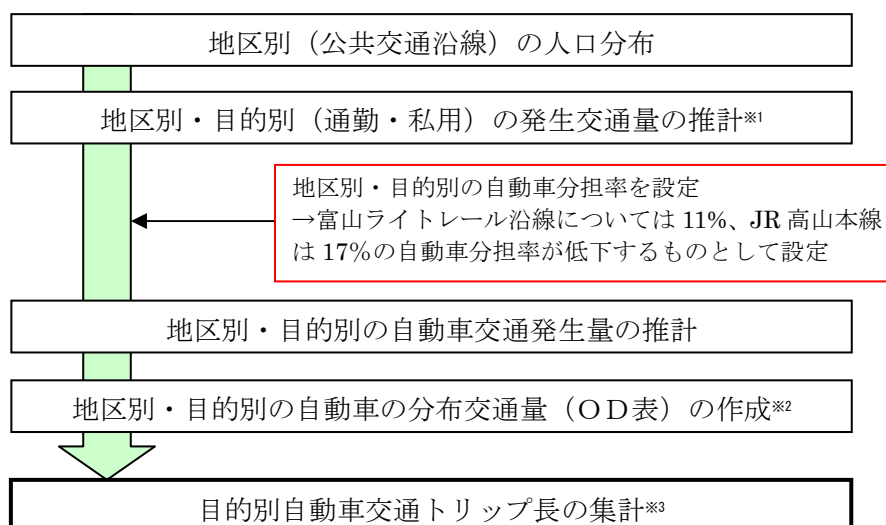 地区別（公共交通沿線）の人口分布
地区別・目的別（通勤・私用）の発生交通量の推計※1
地区別・目的別の自動車分担率を設定
→富山ライトレール沿線については 11%、JR 高山本線
は 17%の自動車分担率が低下するものとして設定
地区別・目的別の自動車交通発生量の推計
地区別・目的別の自動車の分布交通量（ＯＤ表）の作成※2
目的別自動車交通トリップ長の集計※3